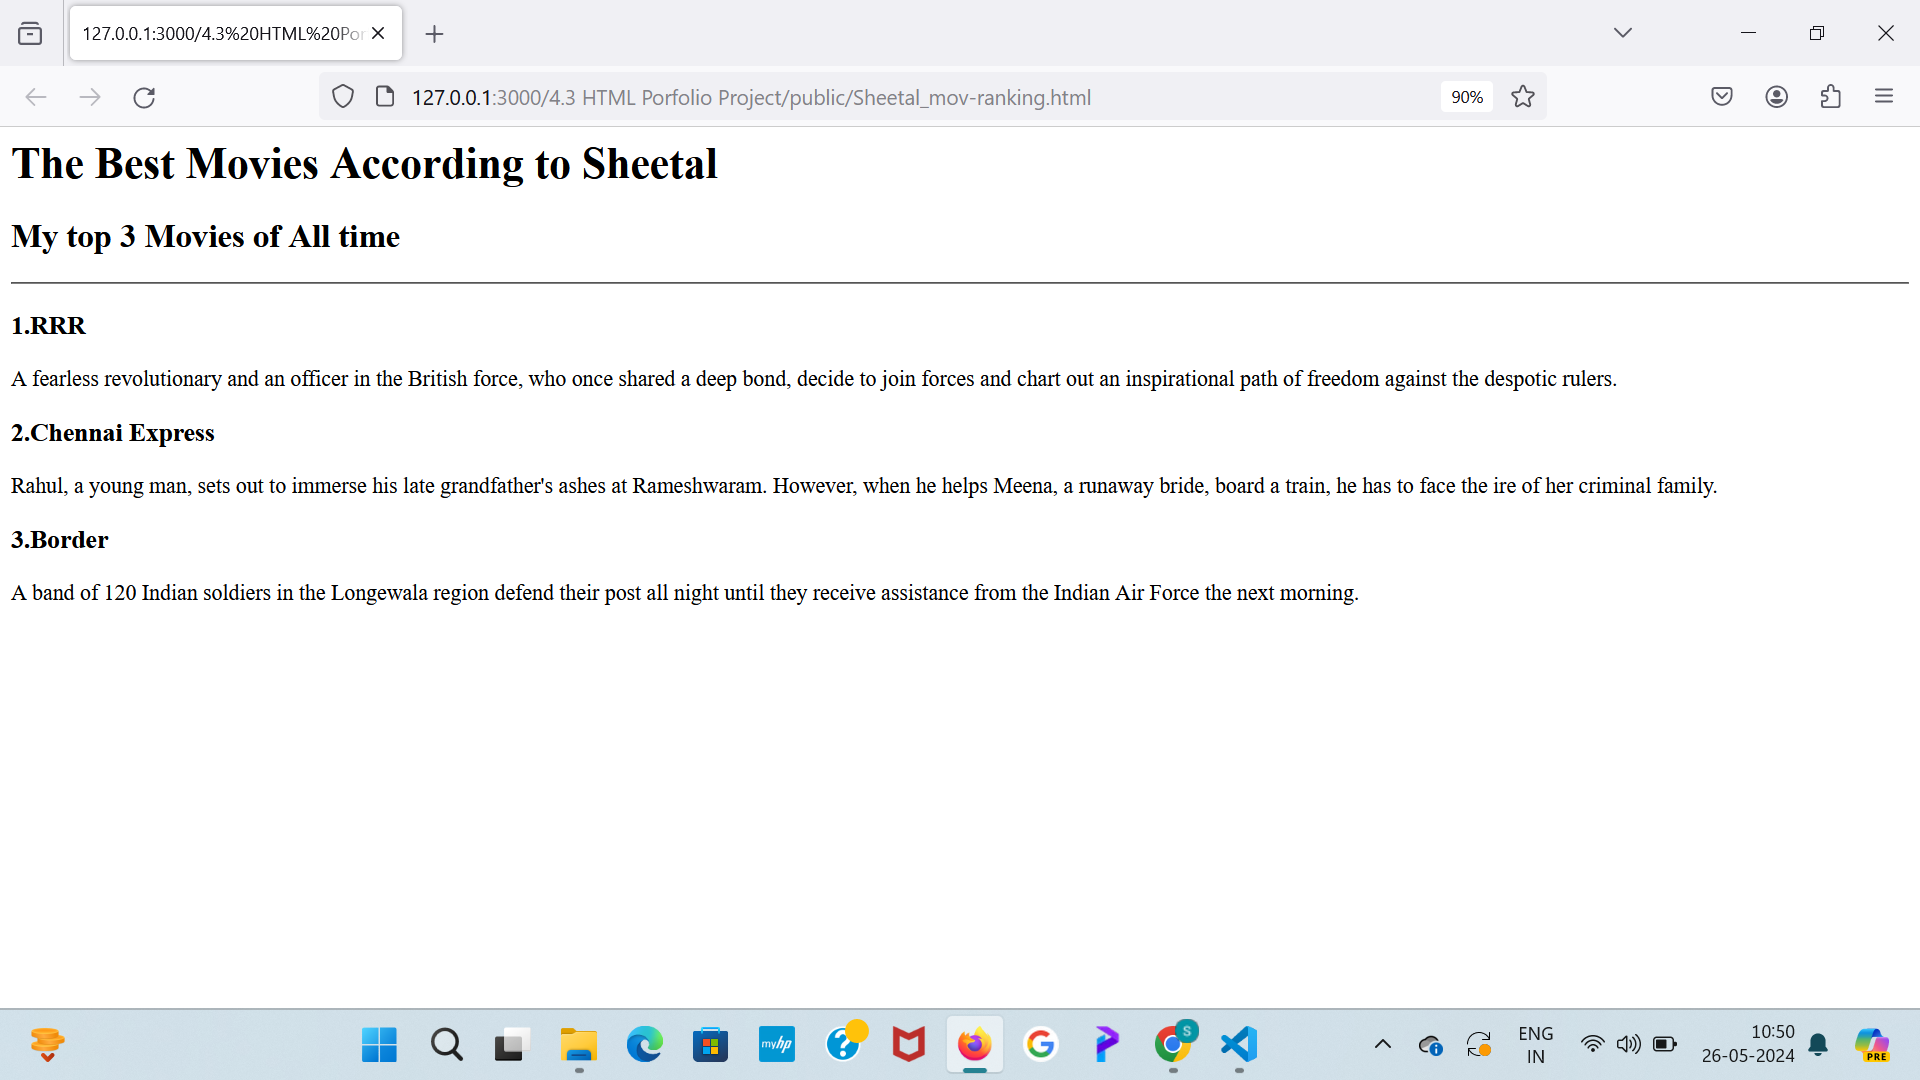 127.0.0.1:3000/4.3%20HTML%20Por
127.0.0.1:3000/4.3 HTML Porfolio Project/public/Sheetal_mov-ranking.html
90%
The Best Movies According to Sheetal
My top 3 Movies of All time
1.RRR
A fearless revolutionary and an officer in the British force, who once shared a deep bond, decide to join forces and chart out an inspirational path of freedom against the despotic rulers.
2.Chennai Express
Rahul, a young man, sets out to immerse his late grandfather's ashes at Rameshwaram. However, when he helps Meena, a runaway bride, board a train, he has to face the ire of her criminal family.
3.Border
A band of 120 Indian soldiers in the Longewala region defend their post all night until they receive assistance from the Indian Air Force the next morning.
myhp
S
ENG
IN
10:50
26-05-2024
PRE